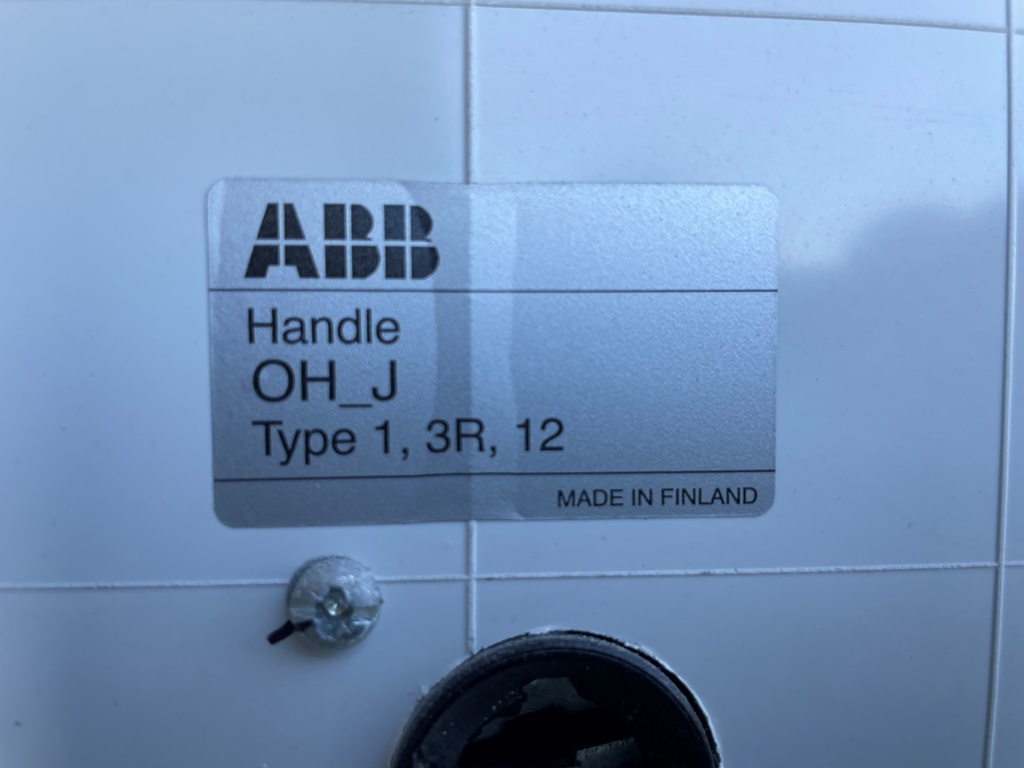 ABB
Handle
OH_J
Type 1, 3R, 12
MADE IN FINLAND